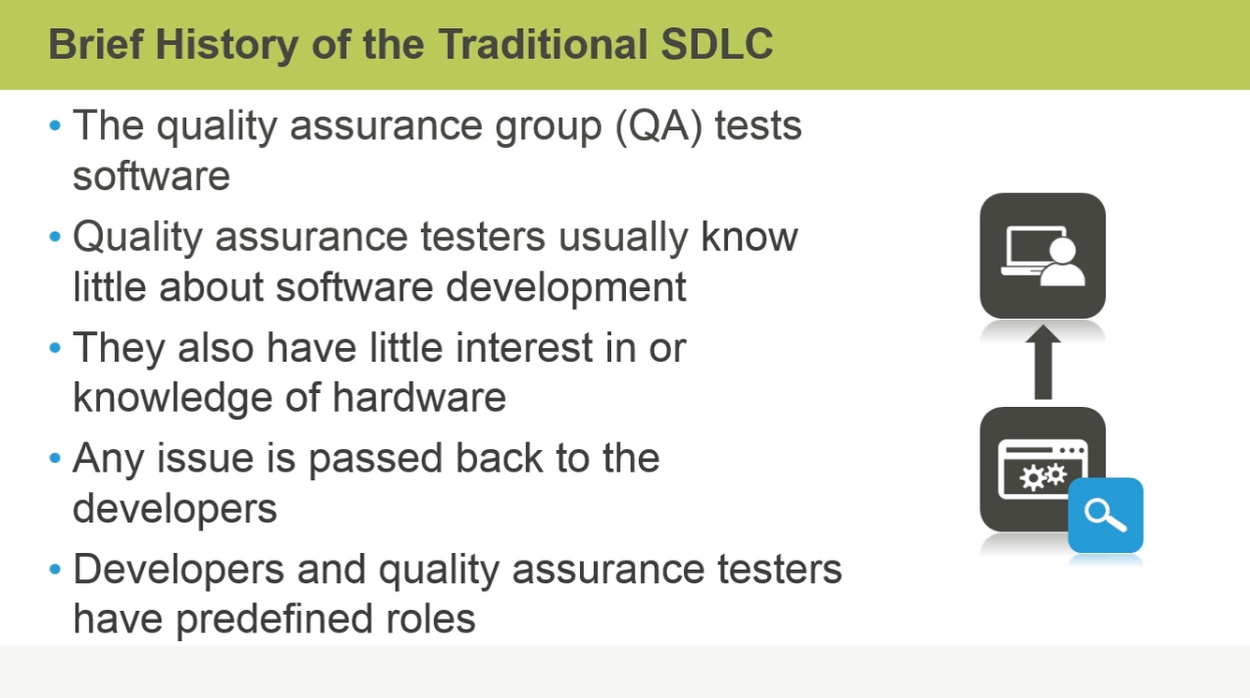 Brief History of the Traditional SDLC
• The quality assurance group (QA) tests
software
• Quality assurance testers usually know
little about software development
• They also have little interest in or
knowledge of hardware
• Any issue is passed back to the
developers
• Developers and quality assurance testers
have predefined roles